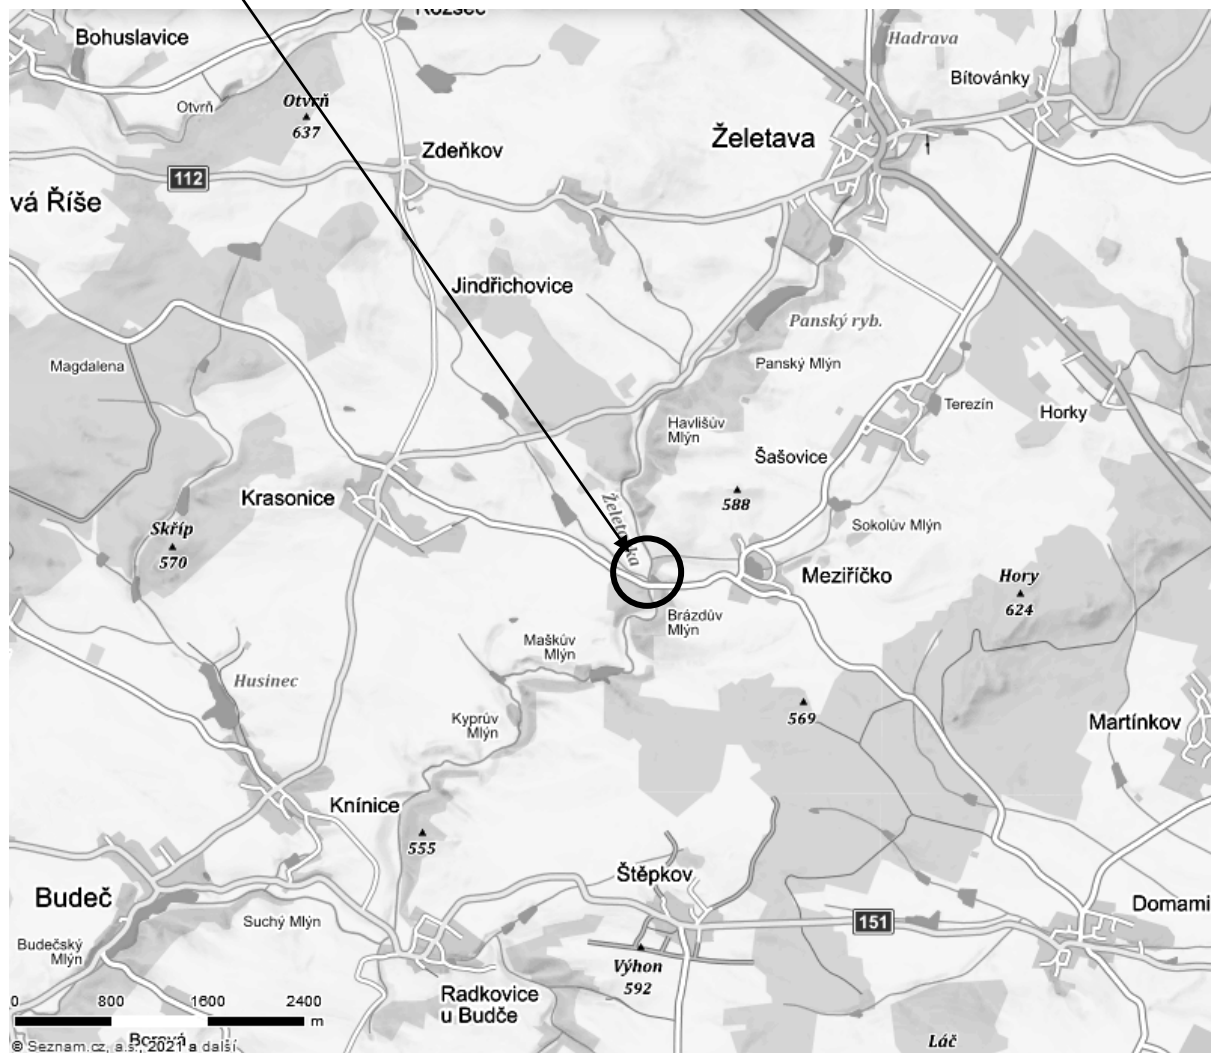 Rozseč
Bohuslavice
Hadrava
Bítovánky
Otvrň
Otvrň
637
Želetava
Zdeňkov
112
vá Říše
Jindřichovice
Panský ryb.
Magdalena
Panský Mlýn
Terezín
Horky
Havlišův
Mlýn
Šašovice
Krasonice
588
Skříp
570
Sokolův Mlýn
Meziříčko
Hory
624
Brázdův
Mlýn
Maškův
Mlýn
Husinec
569
Martínkov
Kyprův
Mlýn
Knínice
555
Štěpkov
Budeč
Domami
Suchý Mlýn
151
Budečský
Mlýn
Výhon
592
Radkovice
u Budče
0 800 1600 2400
m
Láč
© Seznam.cz, a.s., 2021 a další